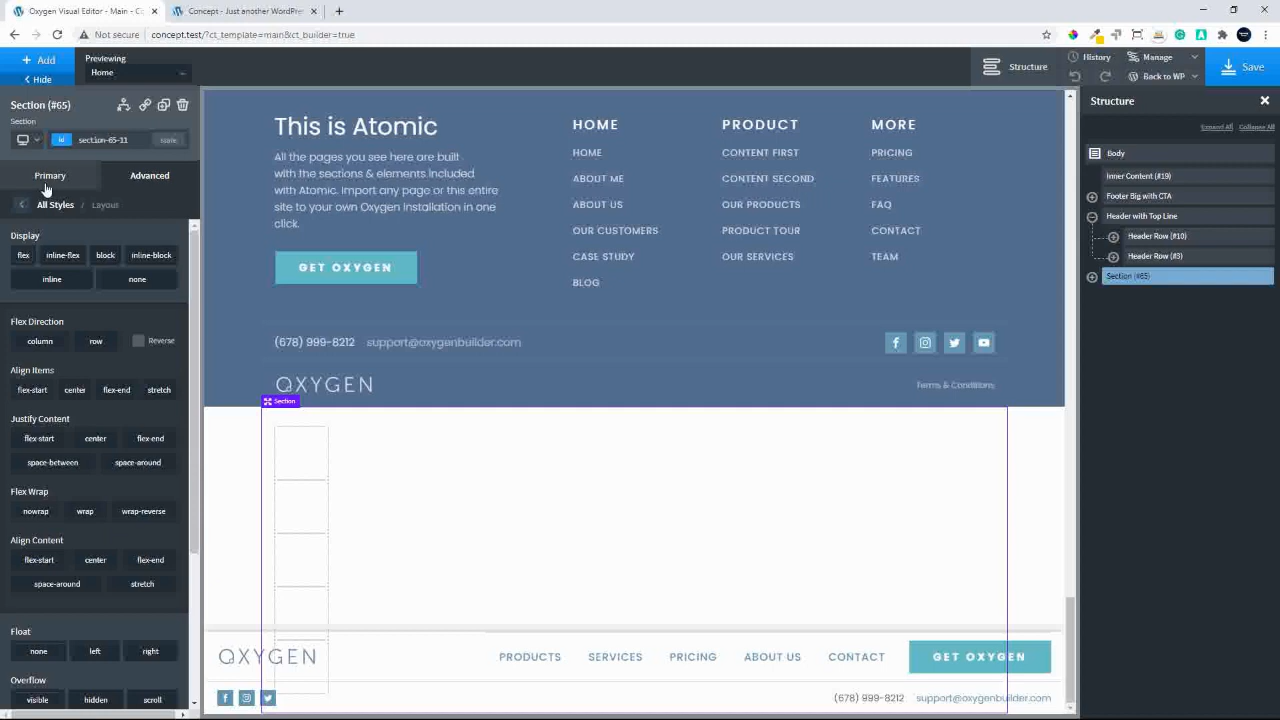 Oxygen Visual Editor - Main - C
Concept - Just another WordPre
Not secure
concept.test/?ct_template=main&ct_builder=true
Add
Hide
Previewing
Home
Structure
History
Manage
Back to WP
Save
Section (#65)
Section
id
section-65-11
Primary
Advanced
All Styles / Layout
Display
flex
inline-flex
block
inline-block
inline
none
Flex Direction
column
row
Reverse
Align Items
flex-start
center
flex-end
stretch
Justify Content
flex-start
center
flex-end
space-between
space-around
Flex Wrap
nowrap
wrap
wrap-reverse
Align Content
flex-start
center
flex-end
space-around
stretch
Float
none
left
right
Overflow
visible
hidden
scroll
This is Atomic
All the pages you see here are built
with the sections & elements included
with Atomic. Import any page or this entire
site to your own Oxygen Installation in one
click.
GET OXYGEN
HOME
HOME
ABOUT ME
ABOUT US
OUR CUSTOMERS
CASE STUDY
BLOG
PRODUCT
CONTENT FIRST
CONTENT SECOND
OUR PRODUCTS
PRODUCT TOUR
OUR SERVICES
MORE
PRICING
FEATURES
FAQ
CONTACT
TEAM
(678) 999-8212
support@oxygenbuilder.com
OXYGEN
Terms & Conditions
Section
OXYGEN
PRODUCTS
SERVICES
PRICING
ABOUT US
CONTACT
GET OXYGEN
(678) 999-8212
support@oxygenbuilder.com
Structure
Expand All
Collapse All
Body
Inner Content (#19)
Footer Big with CTA
Header with Top Line
Header Row (#10)
Header Row (#3)
Section (#65)